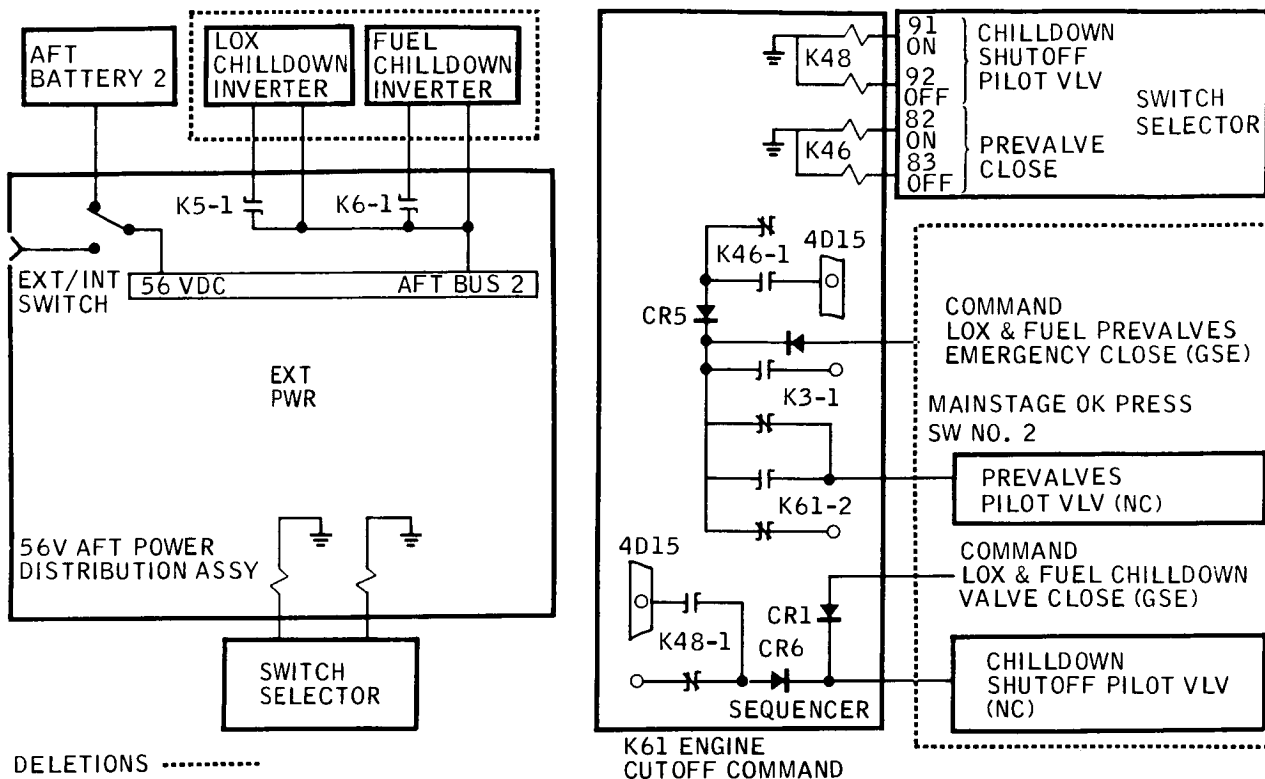 AFT
BATTERY 2
LOX
CHILLDOWN
INVERTER
FUEL
CHILLDOWN
INVERTER
K5-1
K6-1
EXT/INT
SWITCH
56 VDC
AFT BUS 2
EXT
PWR
56V AFT POWER
DISTRIBUTION ASSY
SWITCH
SELECTOR
DELETIONS
K48
K46
91
ON
92
OFF
82
ON
83
OFF
CHILLDOWN
SHUTOFF
PILOT VLV
PREVALVE
CLOSE
SWITCH
SELECTOR
K46-1
4D15
CR5
K3-1
K61-2
4D15
K48-1
CR1
CR6
SEQUENCER
K61 ENGINE
CUTOFF COMMAND
COMMAND
LOX & FUEL PREVALVES
EMERGENCY CLOSE (GSE)
MAINSTAGE OK PRESS
SW NO. 2
PREVALVES
PILOT VLV (NC)
COMMAND
LOX & FUEL CHILLDOWN
VALVE CLOSE (GSE)
CHILLDOWN
SHUTOFF PILOT VLV
(NC)